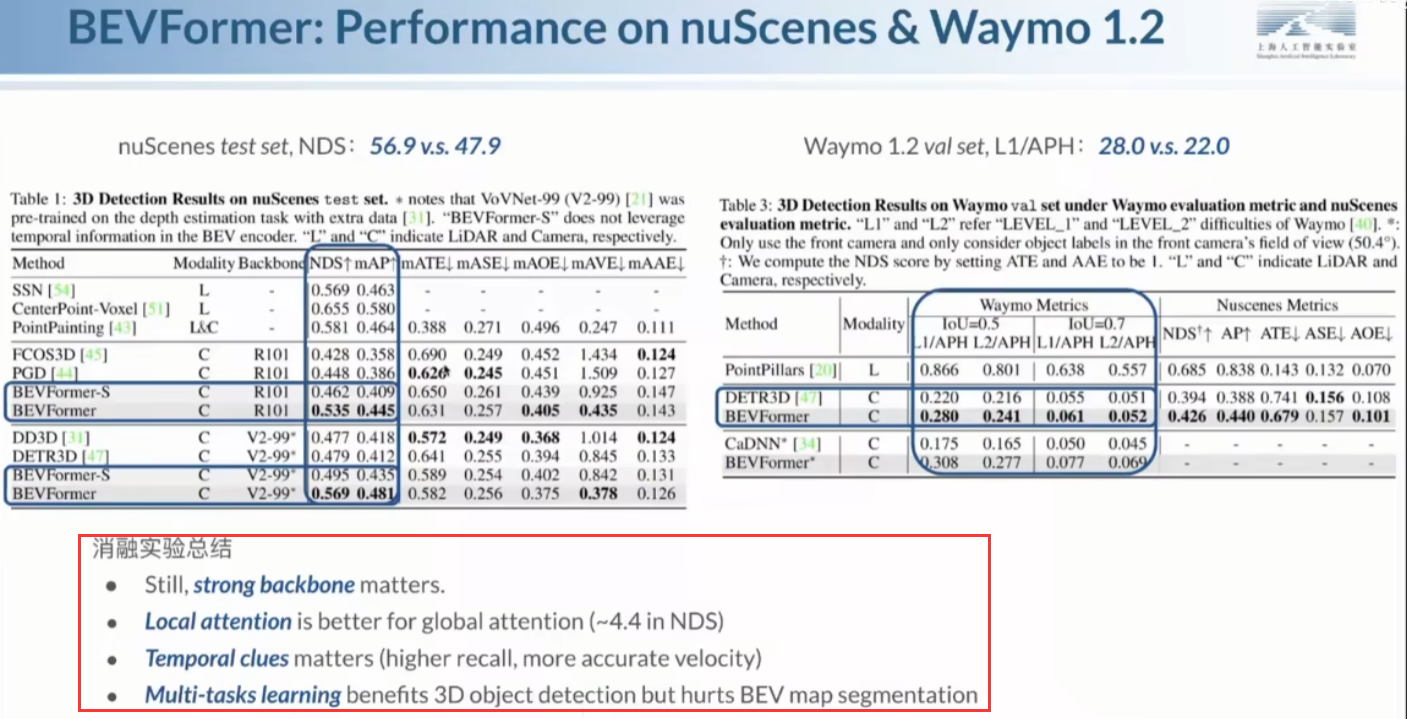 BEVFormer: Performance on nuScenes & Waymo 1.2
上海人工智能实验室
Shanghai Artificial Intelligence Laboratory
nuScenes test set, NDS： 56.9 v.s. 47.9
Table 1: 3D Detection Results on nuScenes test set. * notes that VoVNet-99 (V2-99) [21] was
pre-trained on the depth estimation task with extra data [31]. “BEVFormer-S” does not leverage
temporal information in the BEV encoder. “L” and “C” indicate LiDAR and Camera, respectively.
Method Modality Backbone NDS↑ mAP↑ mATE↓ mASE↓ mAOE↓ mAVE↓ mAAE↓
SSN [54] L - 0.569 0.463 - - - - -
CenterPoint-Voxel [51] L - 0.655 0.580 - - - - -
PointPainting [43] L&C - 0.581 0.464 0.388 0.271 0.496 0.247 0.111
FCOS3D [45] C R101 0.428 0.358 0.690 0.249 0.452 1.434 0.124
PGD [44] C R101 0.448 0.386 0.626 0.245 0.451 1.509 0.127
BEVFormer-S C R101 0.462 0.409 0.650 0.261 0.439 0.925 0.147
BEVFormer C R101 0.535 0.445 0.631 0.257 0.405 0.435 0.143
DD3D [31] C V2-99* 0.477 0.418 0.572 0.249 0.368 1.014 0.124
DETR3D [47] C V2-99* 0.479 0.412 0.641 0.255 0.394 0.845 0.133
BEVFormer-S C V2-99* 0.495 0.435 0.589 0.254 0.402 0.842 0.131
BEVFormer C V2-99* 0.569 0.481 0.582 0.256 0.375 0.378 0.126
Waymo 1.2 val set, L1/APH： 28.0 v.s. 22.0
Table 3: 3D Detection Results on Waymo val set under Waymo evaluation metric and nuScenes
evaluation metric. “L1” and “L2” refer “LEVEL_1” and “LEVEL_2” difficulties of Waymo [40]. *:
Only use the front camera and only consider object labels in the front camera’s field of view (50.4°).
†: We compute the NDS score by setting ATE and AAE to be 1. “L” and “C” indicate LiDAR and
Camera, respectively.
Waymo Metrics Nuscenes Metrics
Method Modality IoU=0.5 IoU=0.7
L1/APH L2/APH L1/APH L2/APH NDS†↑ AP↑ ATE↓ ASE↓ AOE↓
PointPillars [20] L 0.866 0.801 0.638 0.557 0.685 0.838 0.143 0.132 0.070
DETR3D [47] C 0.220 0.216 0.055 0.051 0.394 0.388 0.741 0.156 0.108
BEVFormer C 0.280 0.241 0.061 0.052 0.426 0.440 0.679 0.157 0.101
CaDNN* [34] C 0.175 0.165 0.050 0.045 - - - - -
BEVFormer* C 0.308 0.277 0.077 0.069 - - - - -
消融实验总结
● Still, strong backbone matters.
● Local attention is better for global attention (~4.4 in NDS)
● Temporal clues matters (higher recall, more accurate velocity)
● Multi-tasks learning benefits 3D object detection but hurts BEV map segmentation